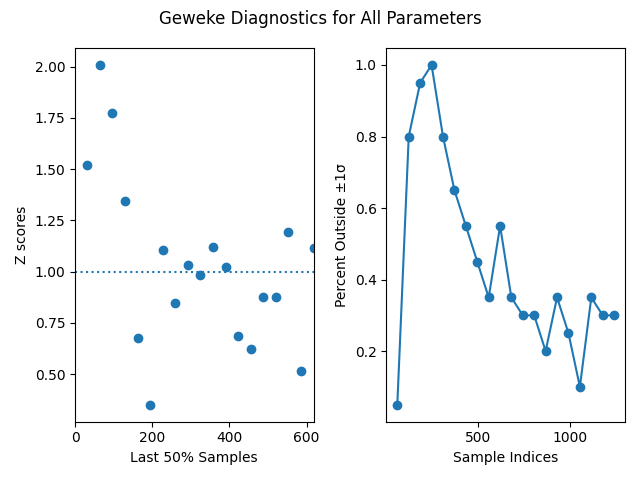 Geweke Diagnostics for All Parameters
Z scores
2.00
1.75
1.50
1.25
1.00
0.75
0.50
0 200 400 600
Last 50% Samples
Percent Outside ±1σ
1.0
0.8
0.6
0.4
0.2
500 1000
Sample Indices